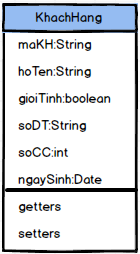 KhachHang
maKH:String
hoTen:String
gioiTinh:boolean
soDT:String
soCC:int
ngaySinh:Date
getters
setters